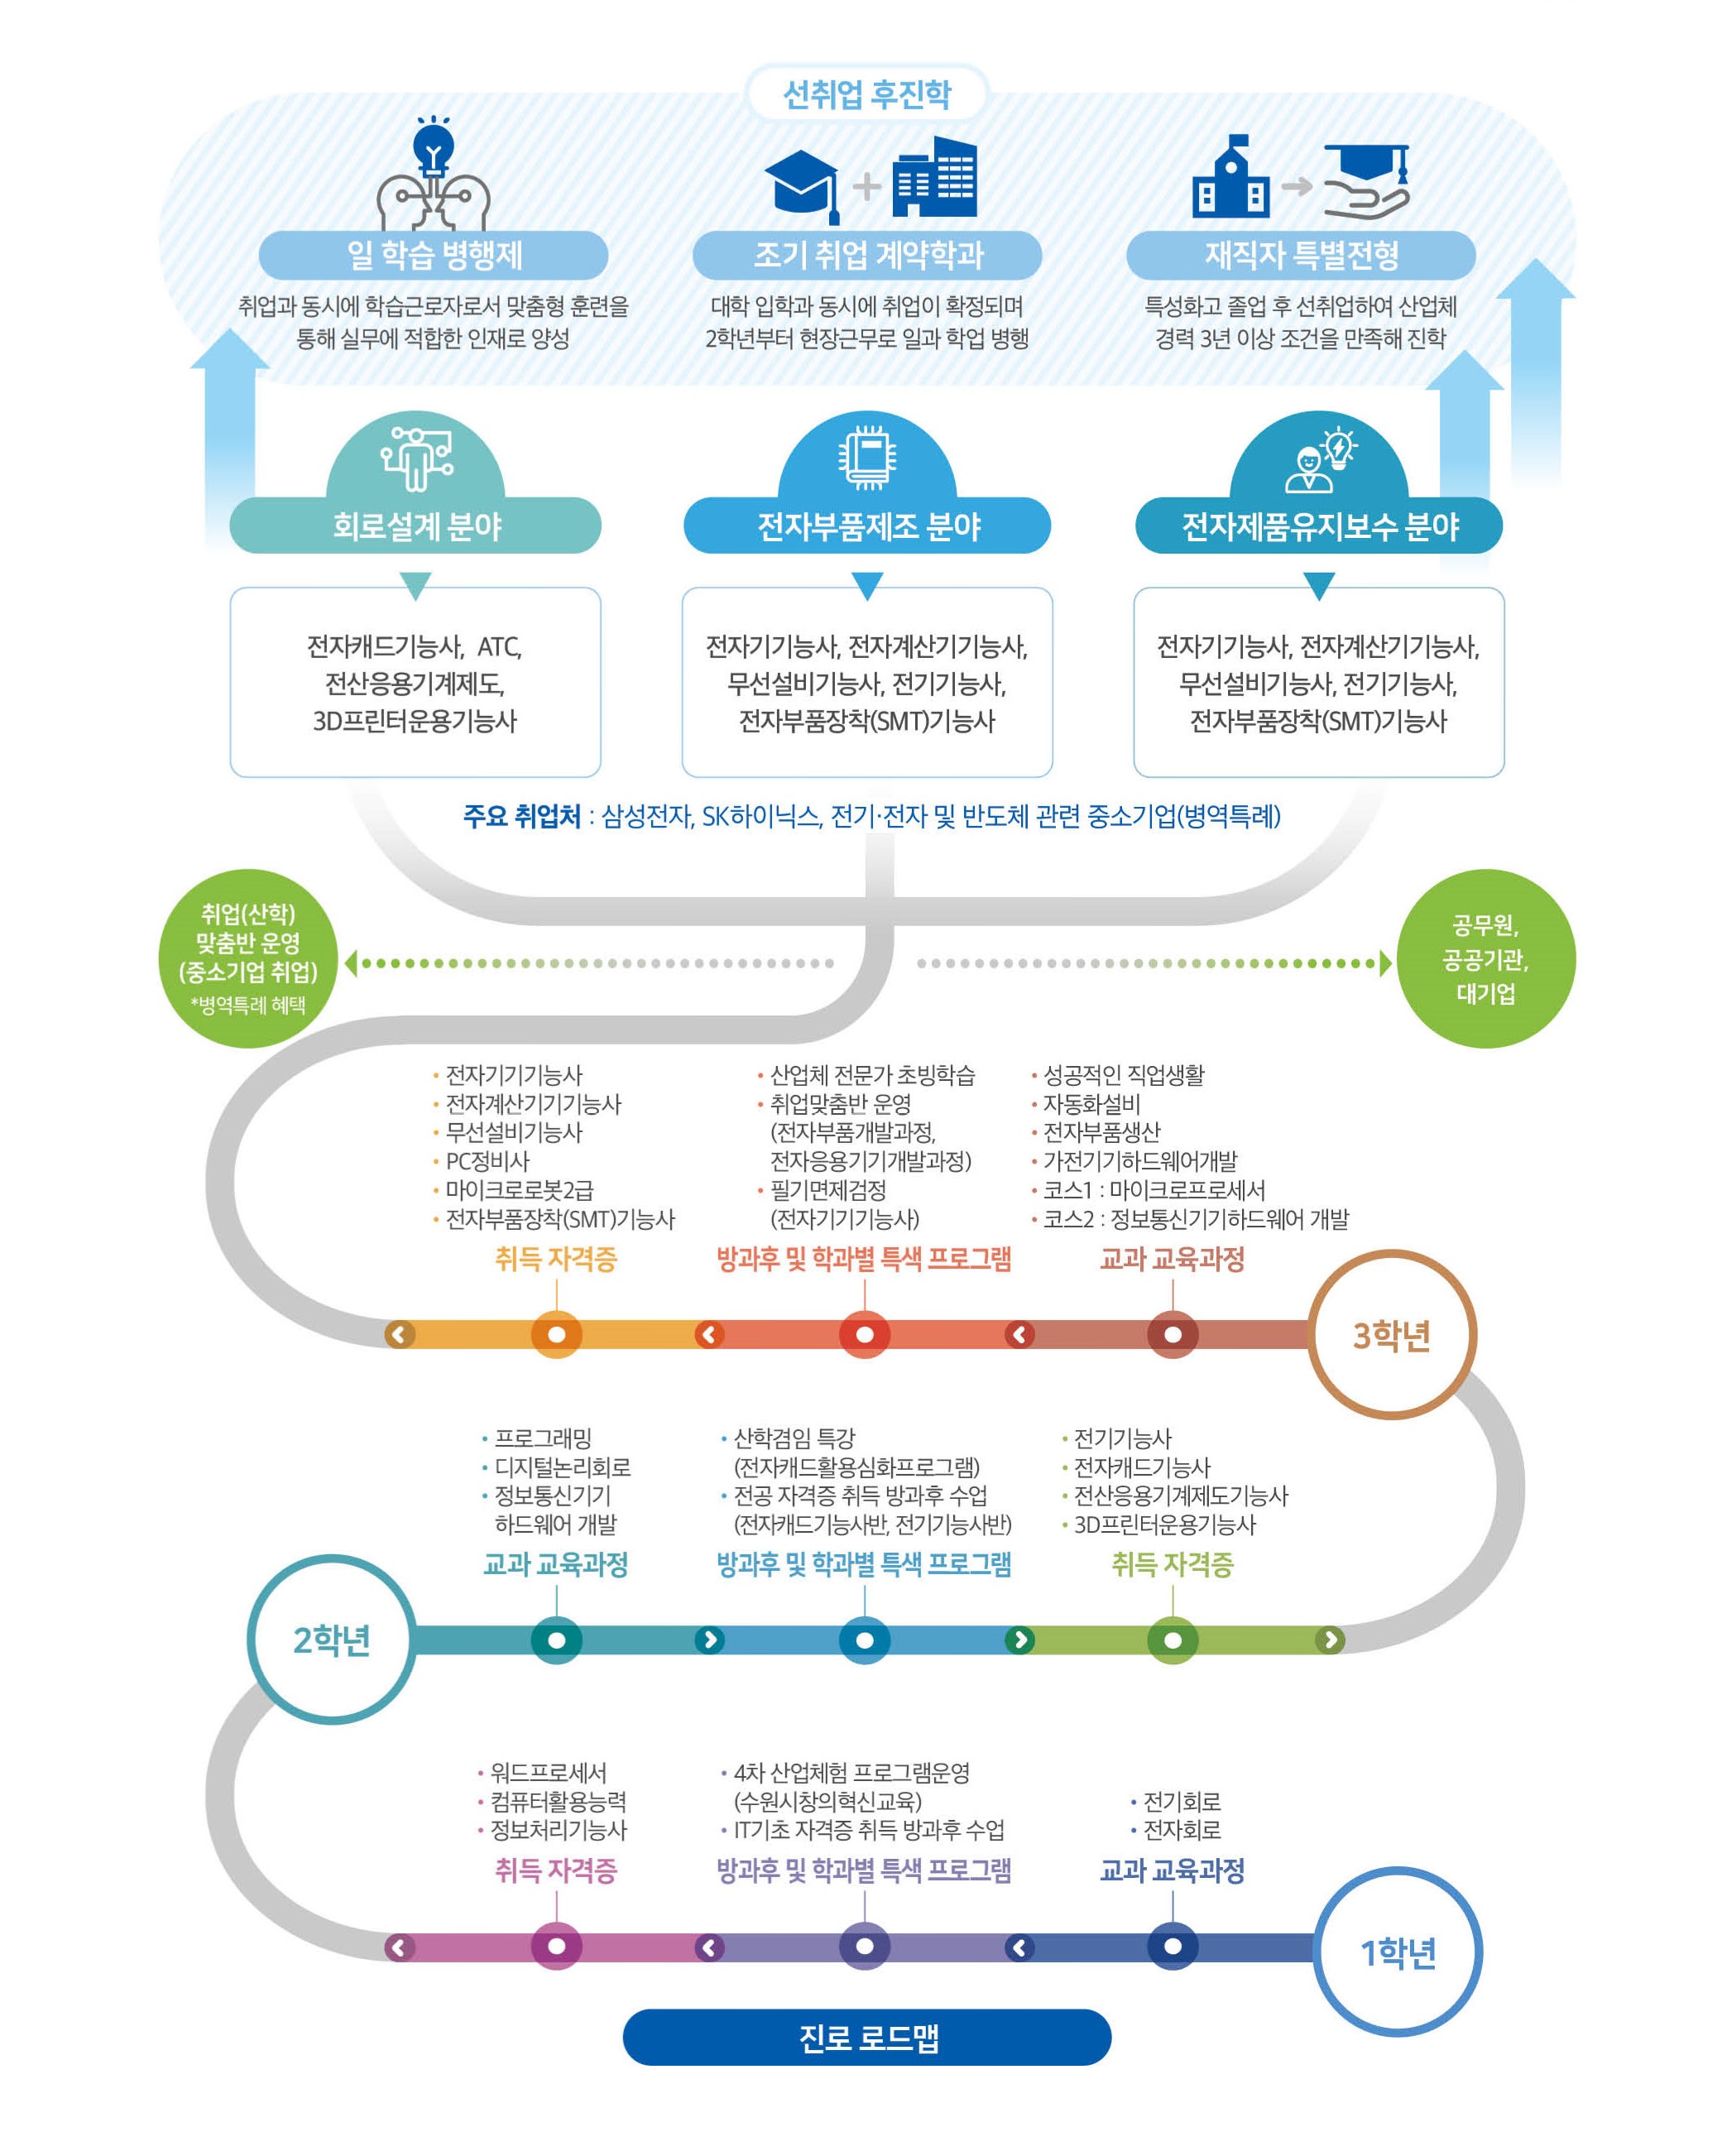 선취업 후진학
일 학습 병행제
취업과 동시에 학습근로자로서 맞춤형 훈련을
통해 실무에 적합한 인재로 양성
조기 취업 계약학과
대학 입학과 동시에 취업이 확정되며
2학년부터 현장근무로 일과 학업 병행
재직자 특별전형
특성화고 졸업 후 선취업하여 산업체
경력 3년 이상 조건을 만족해 진학
회로설계 분야
전자캐드기능사, ATC,
전산응용기계제도,
3D프린터운용기능사
전자부품제조 분야
전자기기능사, 전자계산기기능사,
무선설비기능사, 전기기능사,
전자부품장착(SMT)기능사
전자제품유지보수 분야
전자기기능사, 전자계산기기능사,
무선설비기능사, 전기기능사,
전자부품장착(SMT)기능사
주요 취업처 : 삼성전자, SK하이닉스, 전기·전자 및 반도체 관련 중소기업(병역특례)
취업(산학)
맞춤반 운영
(중소기업 취업)
*병역특례 혜택
공무원,
공공기관,
대기업
• 전자기기기능사
• 전자계산기기기능사
• 무선설비기능사
• PC정비사
• 마이크로로봇2급
• 전자부품장착(SMT)기능사
취득 자격증
• 산업체 전문가 초빙학습
• 취업맞춤반 운영
(전자부품개발과정,
전자응용기기개발과정)
• 필기면제검정
(전자기기기능사)
방과후 및 학과별 특색 프로그램
• 성공적인 직업생활
• 자동화설비
• 전자부품생산
• 가전기기하드웨어개발
• 코스1 : 마이크로프로세서
• 코스2 : 정보통신기기하드웨어 개발
교과 교육과정
3학년
• 프로그래밍
• 디지털논리회로
• 정보통신기기
하드웨어 개발
교과 교육과정
• 산학겸임 특강
(전자캐드활용심화프로그램)
• 전공 자격증 취득 방과후 수업
(전자캐드기능사반, 전기기능사반)
방과후 및 학과별 특색 프로그램
• 전기기능사
• 전자캐드기능사
• 전산응용기계제도기능사
• 3D프린터운용기능사
취득 자격증
2학년
• 워드프로세서
• 컴퓨터활용능력
• 정보처리기능사
취득 자격증
• 4차 산업체험 프로그램운영
(수원시창의혁신교육)
• IT기초 자격증 취득 방과후 수업
방과후 및 학과별 특색 프로그램
• 전기회로
• 전자회로
교과 교육과정
1학년
진로 로드맵